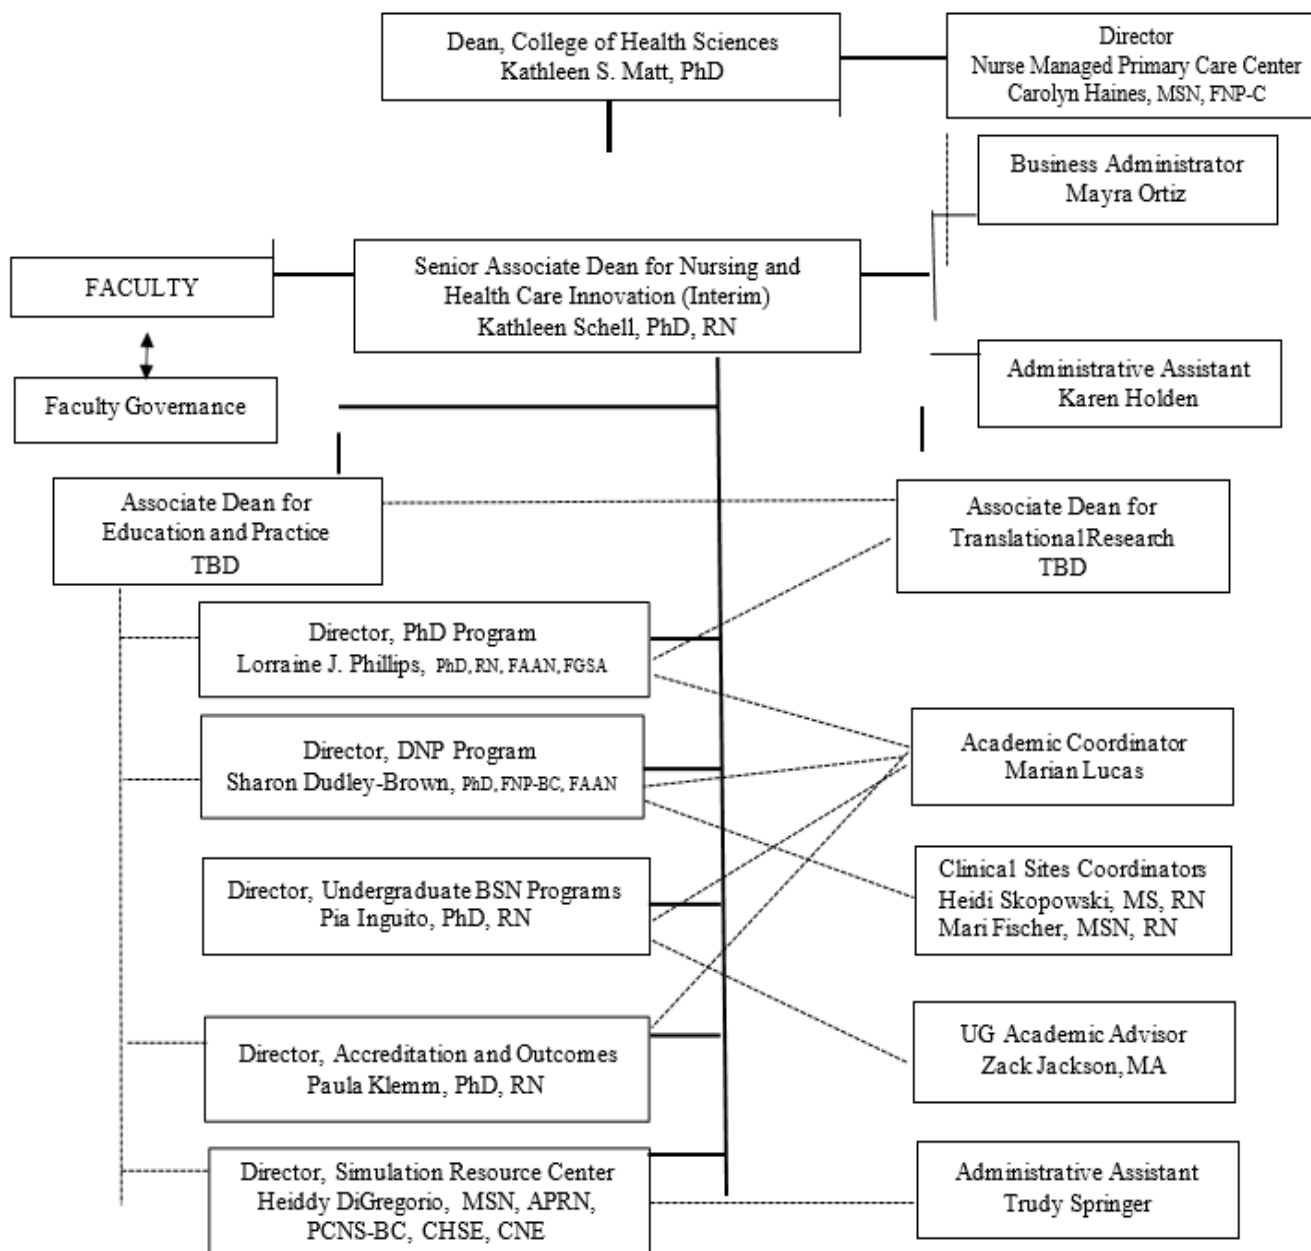 Dean, College of Health Sciences
Kathleen S. Matt, PhD
Director
Nurse Managed Primary Care Center
Carolyn Haines, MSN, FNP-C
Business Administrator
Mayra Ortiz
FACULTY
Senior Associate Dean for Nursing and
Health Care Innovation (Interim)
Kathleen Schell, PhD, RN
Faculty Governance
Administrative Assistant
Karen Holden
Associate Dean for
Education and Practice
TBD
Associate Dean for
Translational Research
TBD
Director, PhD Program
Lorraine J. Phillips, PhD, RN, FAAN, FGSA
Director, DNP Program
Sharon Dudley-Brown, PhD, FNP-BC, FAAN
Academic Coordinator
Marian Lucas
Director, Undergraduate BSN Programs
Pia Inguito, PhD, RN
Clinical Sites Coordinators
Heidi Skopowski, MS, RN
Mari Fischer, MSN, RN
Director, Accreditation and Outcomes
Paula Klemm, PhD, RN
UG Academic Advisor
Zack Jackson, MA
Director, Simulation Resource Center
Heiddy DiGregorio, MSN, APRN,
PCNS-BC, CHSE, CNE
Administrative Assistant
Trudy Springer